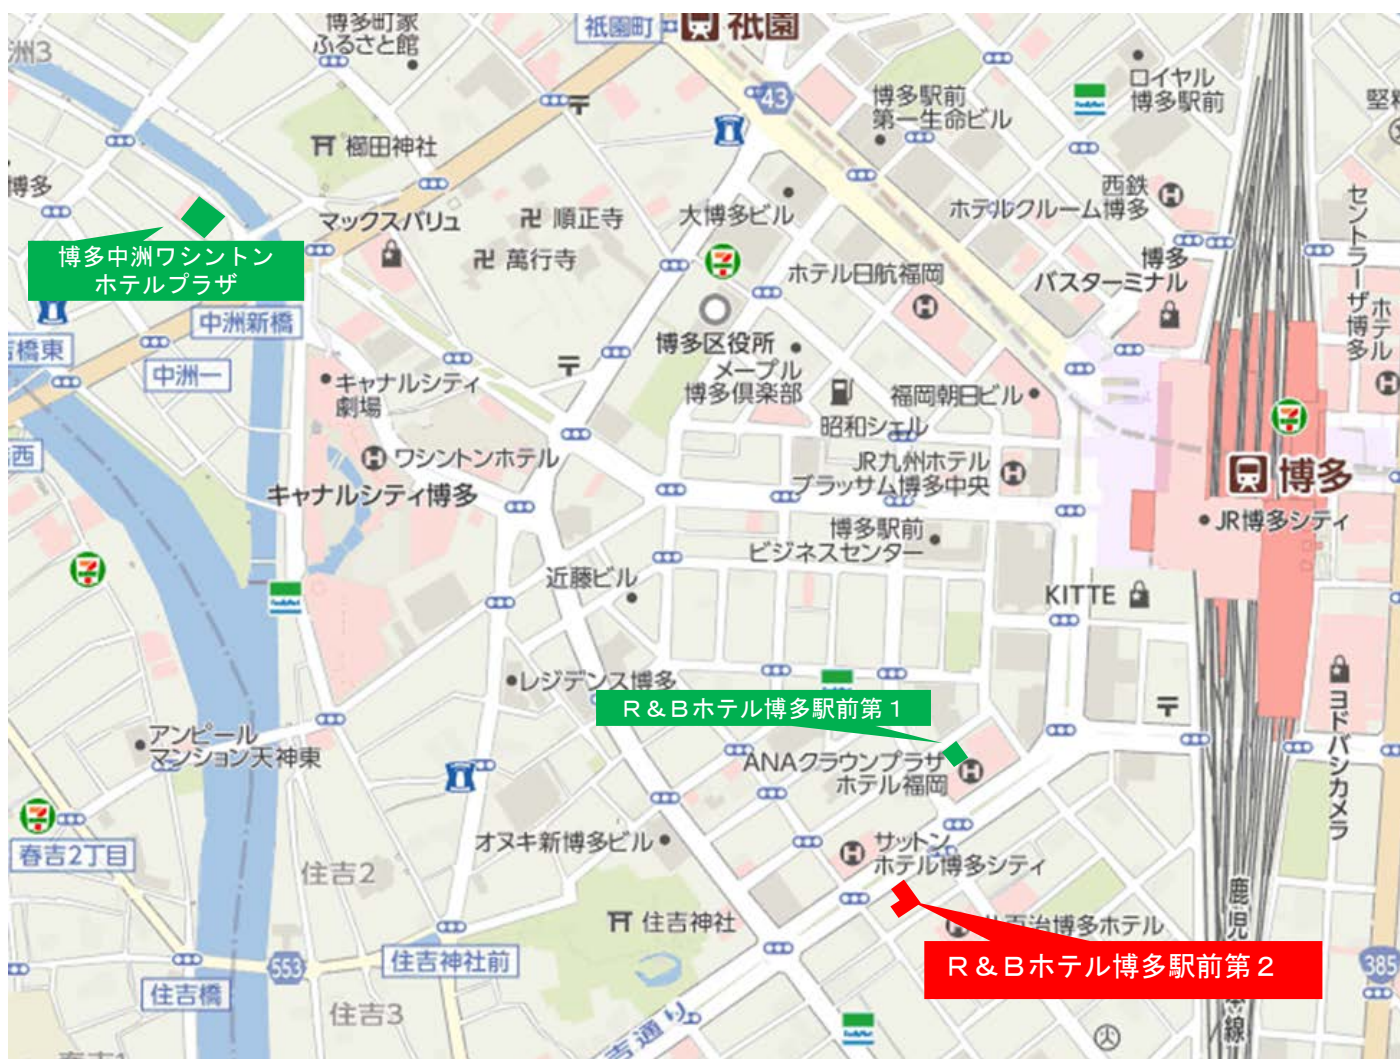 博多町家
ふるさと館
祇園町
祇園
洲3
43
ロイヤル
博多駅前
FamilyMart
博多駅前
第一生命ビル
櫛田神社
博多
西鉄
ホテルクルーム博多
マックスバリュ
順正寺
大博多ビル
萬行寺
博多中洲ワシントン
ホテルプラザ
ホテル日航福岡
博多
バスターミナル
セントラーザ博多
ホテル
中洲新橋
橋東
中洲一
博多区役所
メープル
博多倶楽部
キャナルシティ
劇場
福岡朝日ビル
昭和シェル
西
ワシントンホテル
JR九州ホテル
ブラッサム博多中央
博多
キャナルシティ博多
JR博多シティ
博多駅前
ビジネスセンター
近藤ビル
KITTE
FamilyMart
レジデンス博多
R&Bホテル博多駅前第1
ヨドバシカメラ
アンピール
マンション天神東
ANAクラウンプラザ
ホテル福岡
オヌキ新博多ビル
サットン
ホテル博多シティ
春吉2丁目
住吉2
住吉神社
博多ホテル
R&Bホテル博多駅前第2
住吉神社前
553
385
住吉橋
住吉3
吉通り
FamilyMart
鹿児
線